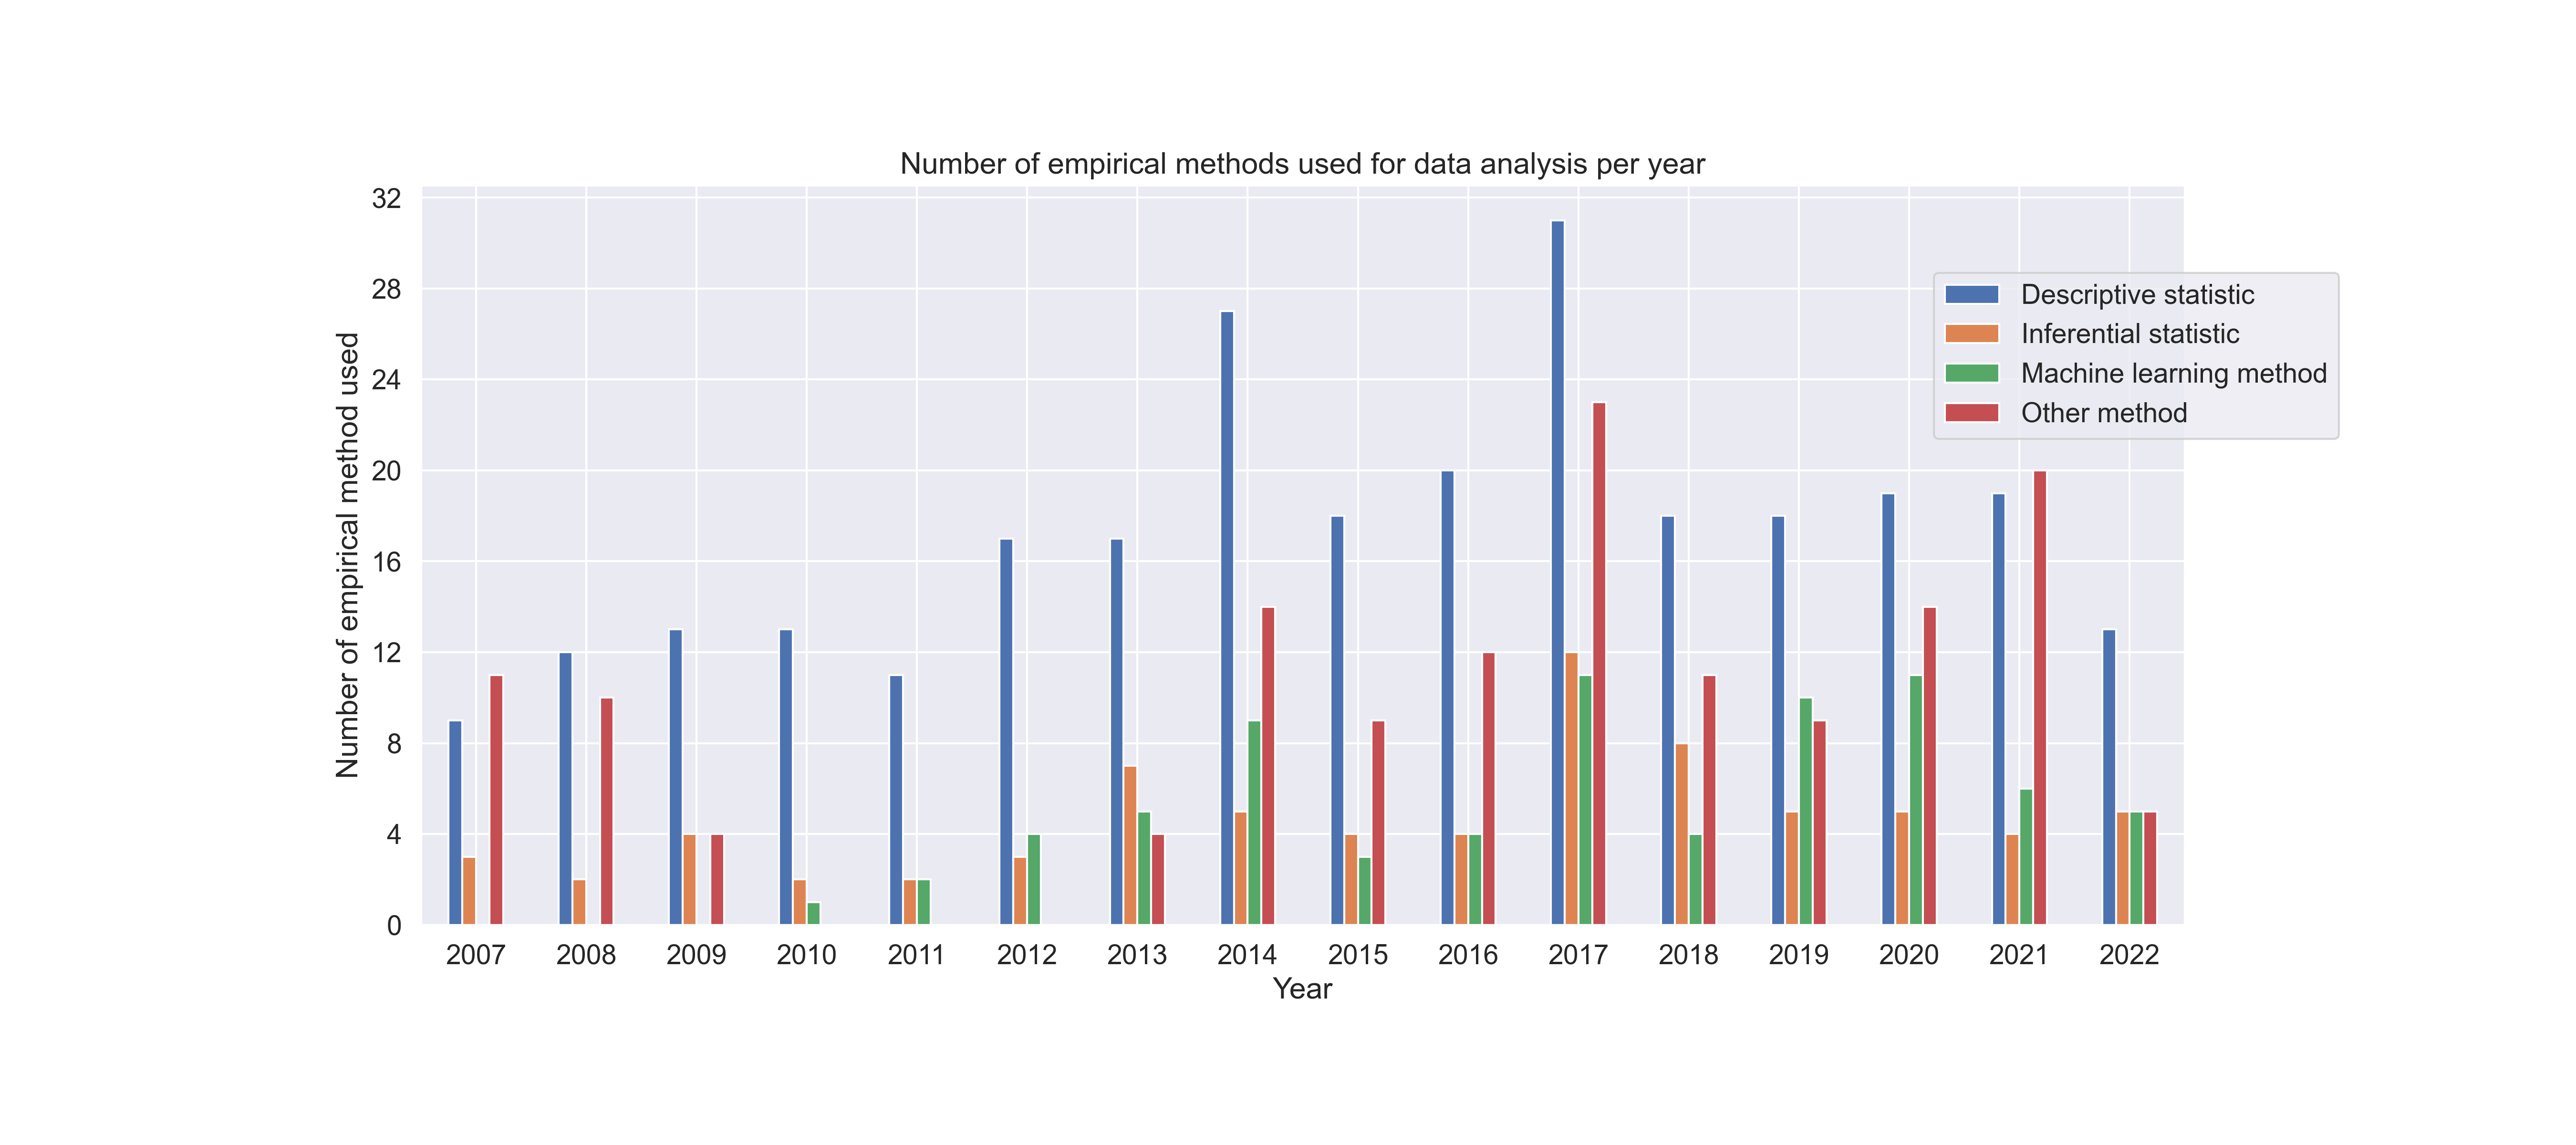 Number of empirical methods used for data analysis per year
Number of empirical method used
32
28
24
20
16
12
8
4
0
Descriptive statistic
Inferential statistic
Machine learning method
Other method
2007 2008 2009 2010 2011 2012 2013 2014 2015 2016 2017 2018 2019 2020 2021 2022
Year